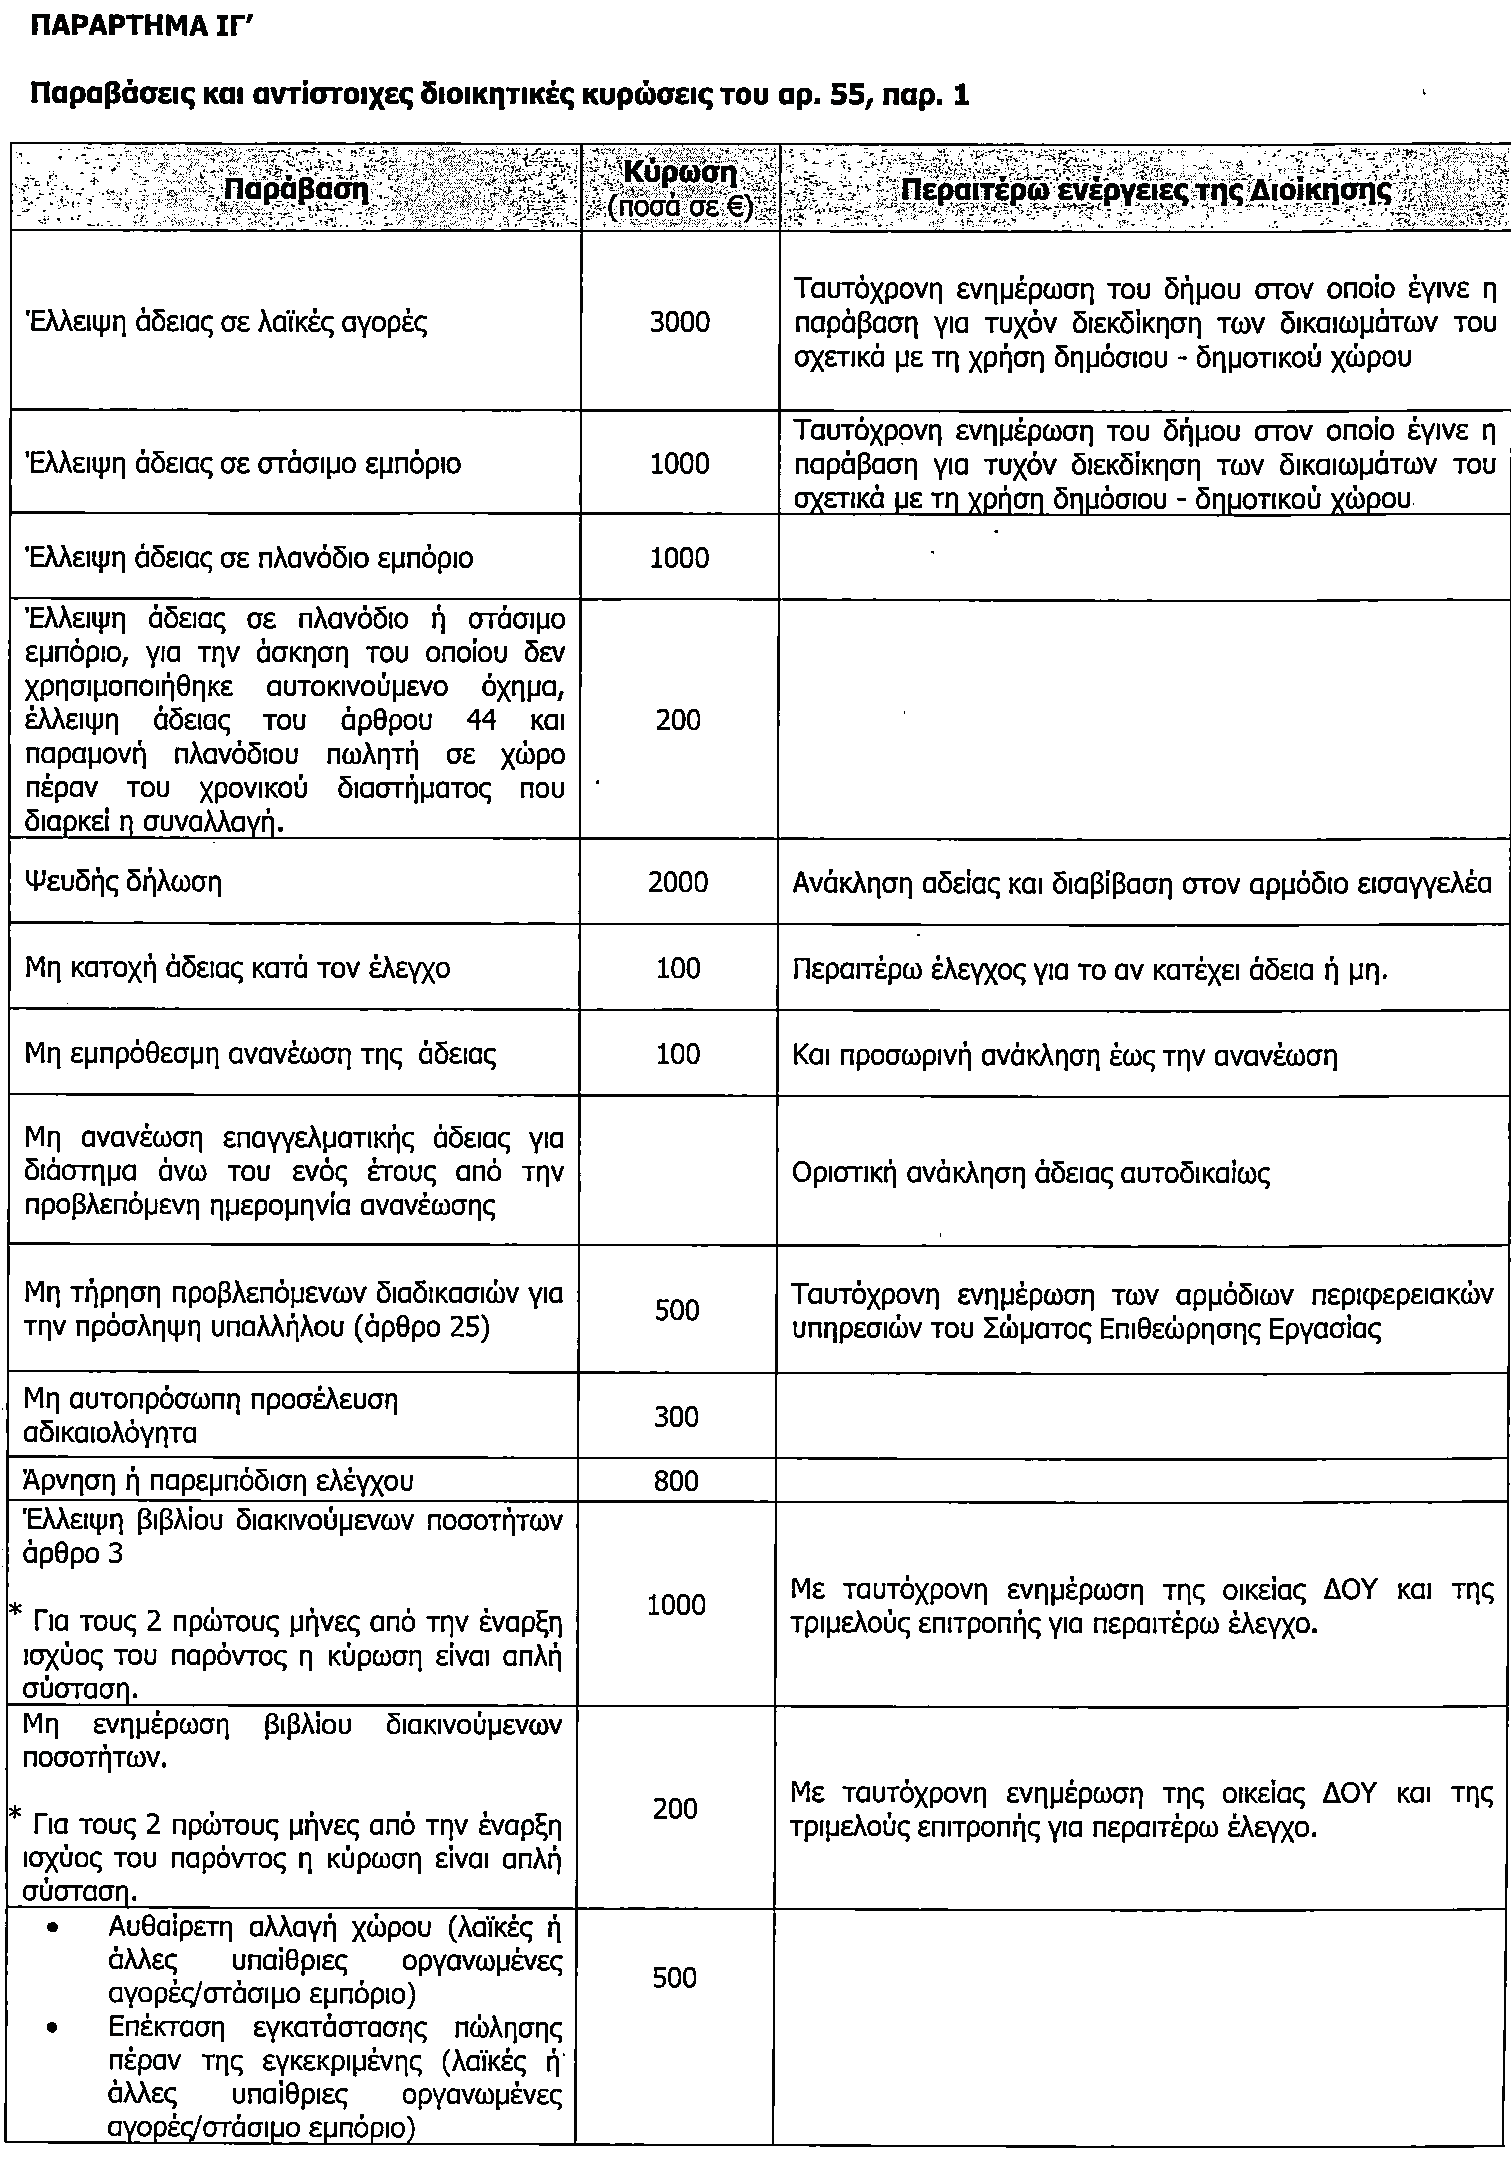 ΠΑΡΑΡΤΗΜΑ ΙΓ'
Παραβάσεις και αντίστοιχες διοικητικές κυρώσεις του αρ. 55, παρ. 1
Παράβαση
Κύρωση
(ποσά σε €)
Περαιτέρω ενέργειες της Διοίκησης
Έλλειψη άδειας σε λαϊκές αγορές
3000
Ταυτόχρονη ενημέρωση του δήμου στον οποίο έγινε η
παράβαση για τυχόν διεκδίκηση των δικαιωμάτων του
σχετικά με τη χρήση δημόσιου - δημοτικού χώρου
Έλλειψη άδειας σε στάσιμο εμπόριο
1000
Ταυτόχρονη ενημέρωση του δήμου στον οποίο έγινε η
παράβαση για τυχόν διεκδίκηση των δικαιωμάτων του
σχετικά με τη χρήση δημόσιου - δημοτικού χώρου
Έλλειψη άδειας σε πλανόδιο εμπόριο
1000
Έλλειψη άδειας σε πλανόδιο ή στάσιμο
εμπόριο, για την άσκηση του οποίου δεν
χρησιμοποιήθηκε αυτοκινούμενο όχημα,
έλλειψη άδειας του άρθρου 44 και
παραμονή πλανόδιου πωλητή σε χώρο
πέραν του χρονικού διαστήματος που
διαρκεί η συναλλαγή.
200
Ψευδής δήλωση
2000
Ανάκληση αδείας και διαβίβαση στον αρμόδιο εισαγγελέα
Μη κατοχή άδειας κατά τον έλεγχο
100
Περαιτέρω έλεγχος για το αν κατέχει άδεια ή μη.
Μη εμπρόθεσμη ανανέωση της άδειας
100
Και προσωρινή ανάκληση έως την ανανέωση
Μη ανανέωση επαγγελματικής άδειας για
διάστημα άνω του ενός έτους από την
προβλεπόμενη ημερομηνία ανανέωσης
Οριστική ανάκληση άδειας αυτοδικαίως
Μη τήρηση προβλεπόμενων διαδικασιών για
την πρόσληψη υπαλλήλου (άρθρο 25)
500
Ταυτόχρονη ενημέρωση των αρμόδιων περιφερειακών
υπηρεσιών του Σώματος Επιθεώρησης Εργασίας
Μη αυτοπρόσωπη προσέλευση
αδικαιολόγητα
300
Άρνηση ή παρεμπόδιση ελέγχου
800
Έλλειψη βιβλίου διακινούμενων ποσοτήτων
άρθρο 3
* Για τους 2 πρώτους μήνες από την έναρξη
ισχύος του παρόντος η κύρωση είναι απλή
σύσταση.
1000
Με ταυτόχρονη ενημέρωση της οικείας ΔΟΥ και της
τριμελούς επιτροπής για περαιτέρω έλεγχο.
Μη ενημέρωση βιβλίου διακινούμενων
ποσοτήτων.
* Για τους 2 πρώτους μήνες από την έναρξη
ισχύος του παρόντος η κύρωση είναι απλή
σύσταση.
200
Με ταυτόχρονη ενημέρωση της οικείας ΔΟΥ και της
τριμελούς επιτροπής για περαιτέρω έλεγχο.
• Αυθαίρετη αλλαγή χώρου (λαϊκές ή
άλλες υπαίθριες οργανωμένες
αγορές/στάσιμο εμπόριο)
• Επέκταση εγκατάστασης πώλησης
πέραν της εγκεκριμένης (λαϊκές ή
άλλες υπαίθριες οργανωμένες
αγορές/στάσιμο εμπόριο)
500